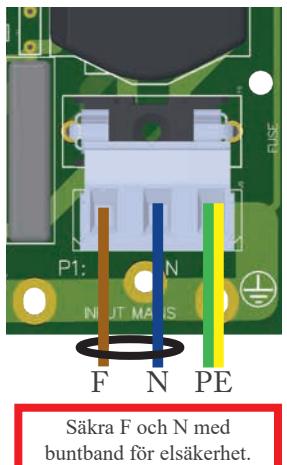 FUSE
P1: N
INPUT MAINS
F N PE
Säkra F och N med
buntband för elsäkerhet.